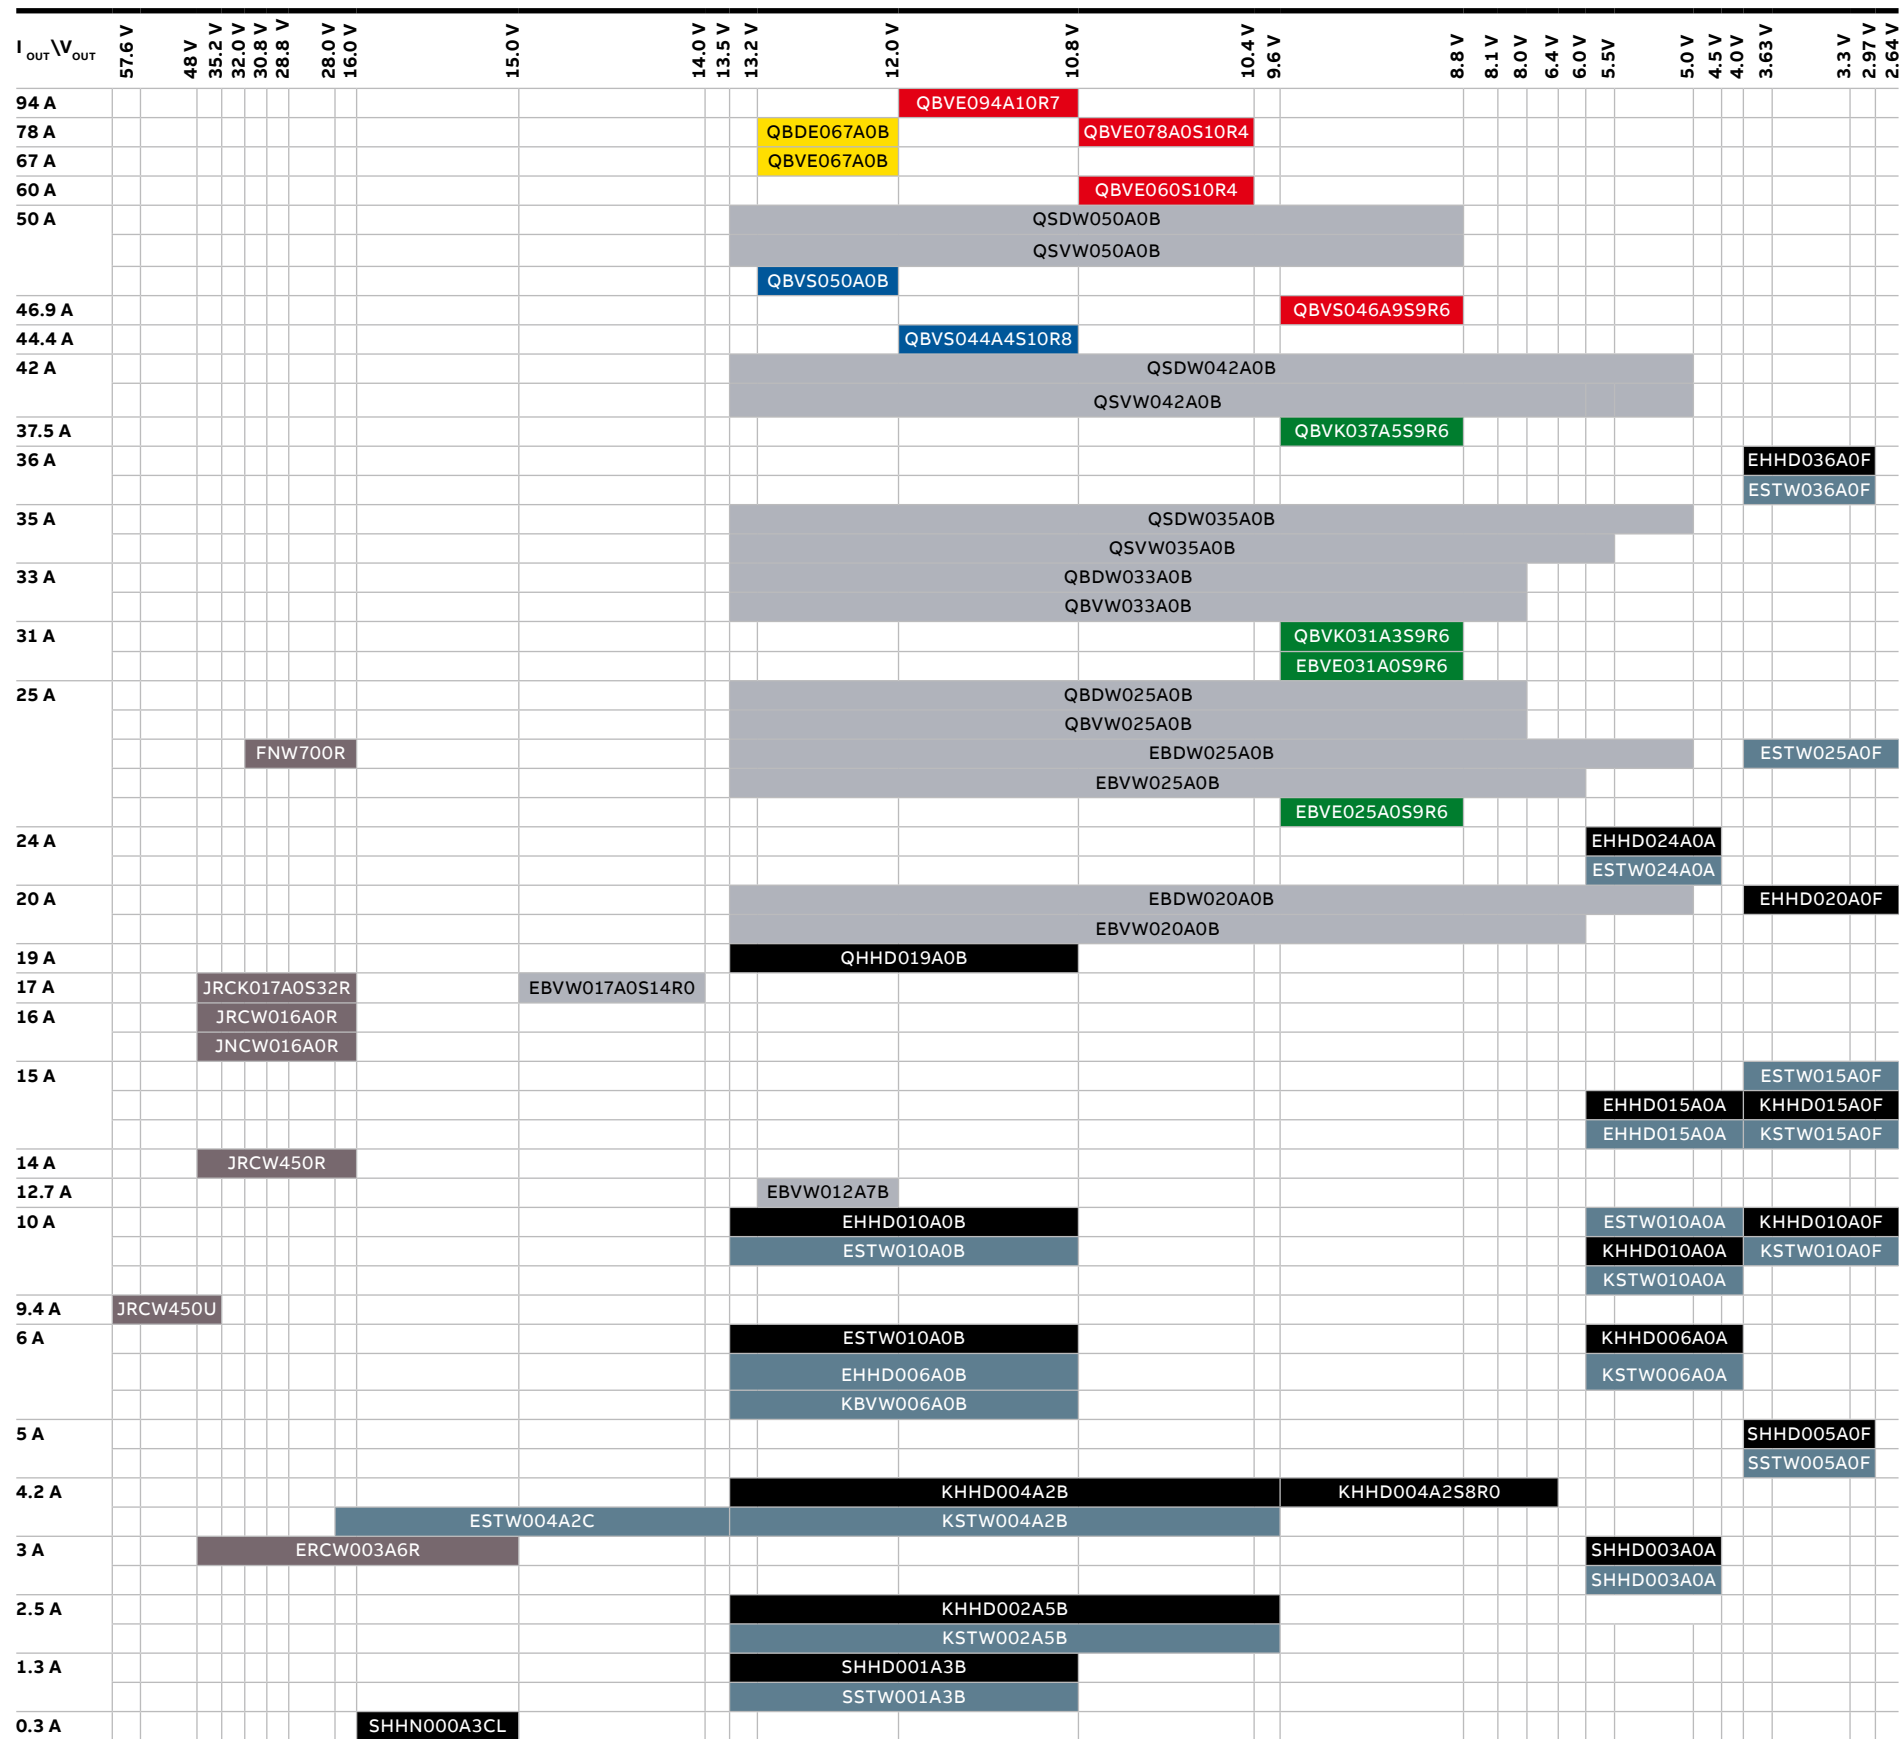 I OUT\VOUT 57.6 V 48 V 35.2 V 32.0 V 30.8 V 28.8 V 28.0 V 16.0 V 15.0 V 14.0 V 13.5 V 13.2 V 12.0 V 10.8 V 10.4 V 9.6 V 8.8 V 8.1 V 8.0 V 6.4 V 6.0 V 5.5V 5.0 V 4.5 V 4.0 V 3.63 V 3.3 V 2.97 V 2.64 V
94 A QBVE094A10R7
78 A QBDE067A0B QBVE078A0S10R4
67 A QBVE067A0B
60 A QBVE060S10R4
50 A QSDW050A0B
QSVW050A0B
QBVS050A0B
46.9 A QBVS046A9S9R6
44.4 A QBVS044A4S10R8
42 A QSDW042A0B
QSVW042A0B
37.5 A QBVK037A5S9R6
36 A EHHD036A0F
ESTW036A0F
35 A QSDW035A0B
QSVW035A0B
33 A QBDW033A0B
QBVW033A0B
31 A QBVK031A3S9R6
EBVE031A0S9R6
25 A QBDW025A0B
QBVW025A0B
FNW700R EBDW025A0B ESTW025A0F
EBVW025A0B
EBVE025A0S9R6
24 A EHHD024A0A
ESTW024A0A
20 A EBDW020A0B EHHD020A0F
EBVW020A0B
19 A QHHD019A0B
17 A JRCK017A0S32R EBVW017A0S14R0
16 A JRCW016A0R
JNCW016A0R
15 A ESTW015A0F
EHHD015A0A KHHD015A0F
EHHD015A0A KSTW015A0F
14 A JRCW450R
12.7 A EBVW012A7B
10 A EHHD010A0B ESTW010A0A KHHD010A0F
ESTW010A0B KHHD010A0A KSTW010A0F
KSTW010A0A
9.4 A JRCW450U
6 A ESTW010A0B KHHD006A0A
EHHD006A0B KSTW006A0A
KBVW006A0B
5 A SHHD005A0F
SSTW005A0F
4.2 A KHHD004A2B KHHD004A2S8R0
ESTW004A2C KSTW004A2B
3 A ERCW003A6R SHHD003A0A
SHHD003A0A
2.5 A KHHD002A5B
KSTW002A5B
1.3 A SHHD001A3B
SSTW001A3B
0.3 A SHHN000A3CL